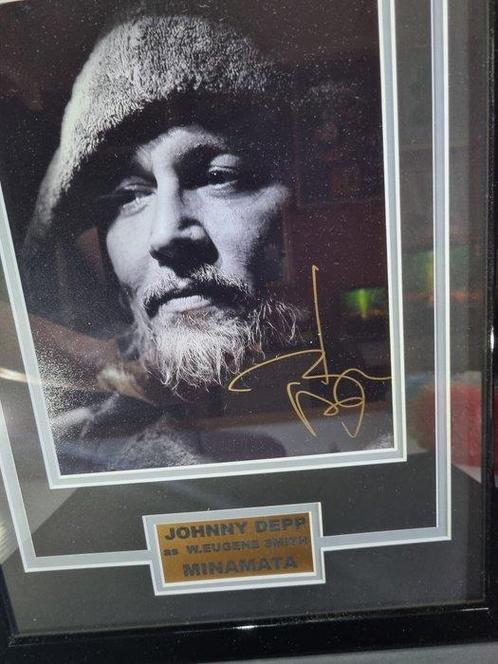 JOHNNY DEPP
as W.EUGENE SMITH
MINAMATA